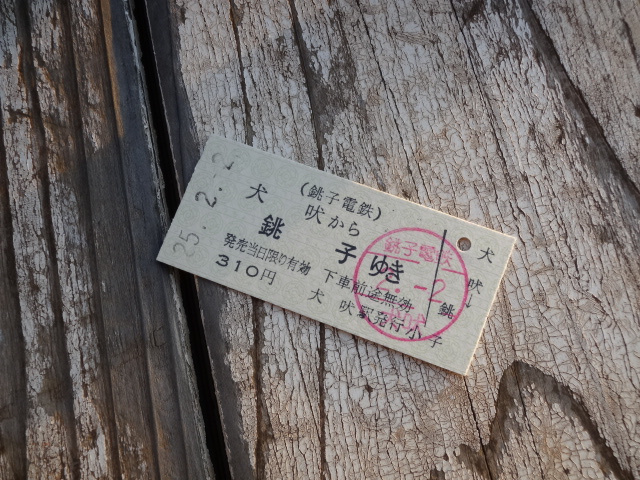 25. 2. -2
(銚子電鉄)
犬 吠から
銚 子 ゆき
発売当日限り有効 下車前途無効
310円
犬 吠駅発行 小
犬
吠
↓
銚
子
銚子電鉄
-2